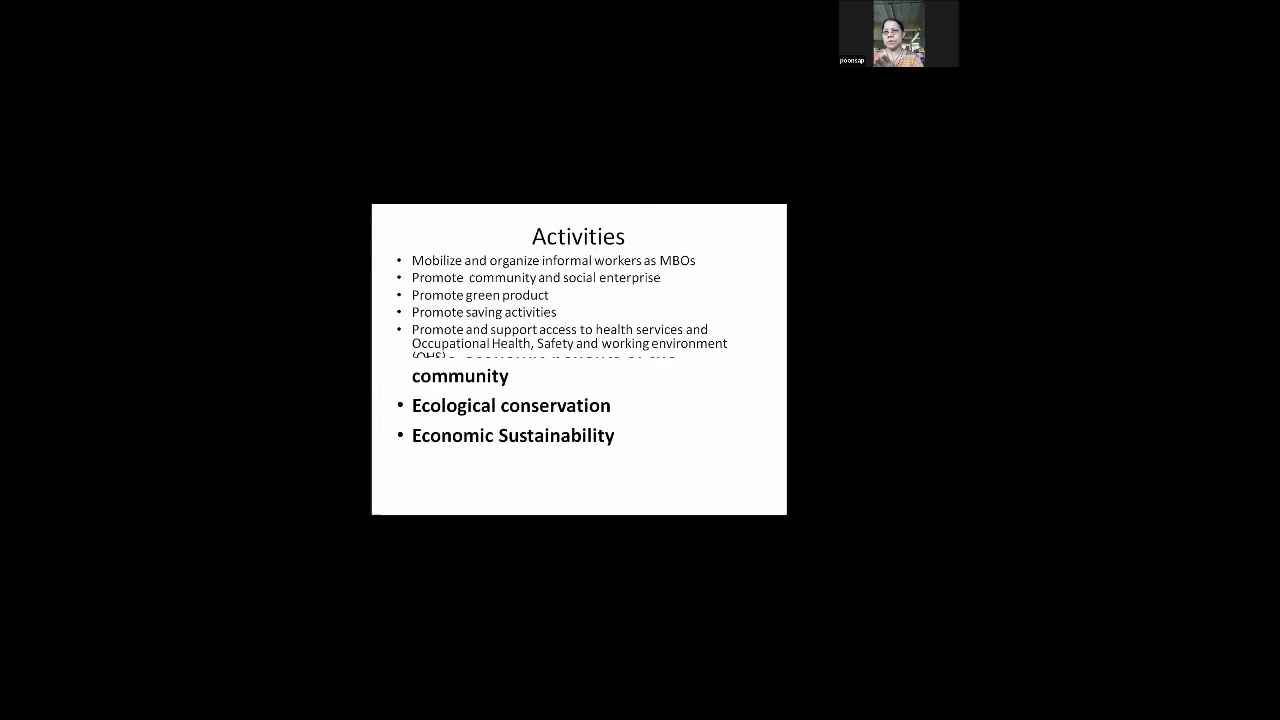 poonsap
Activities
• Mobilize and organize informal workers as MBOs
• Promote community and social enterprise
• Promote green product
• Promote saving activities
• Promote and support access to health services and
Occupational Health, Safety and working environment
community
• Ecological conservation
• Economic Sustainability